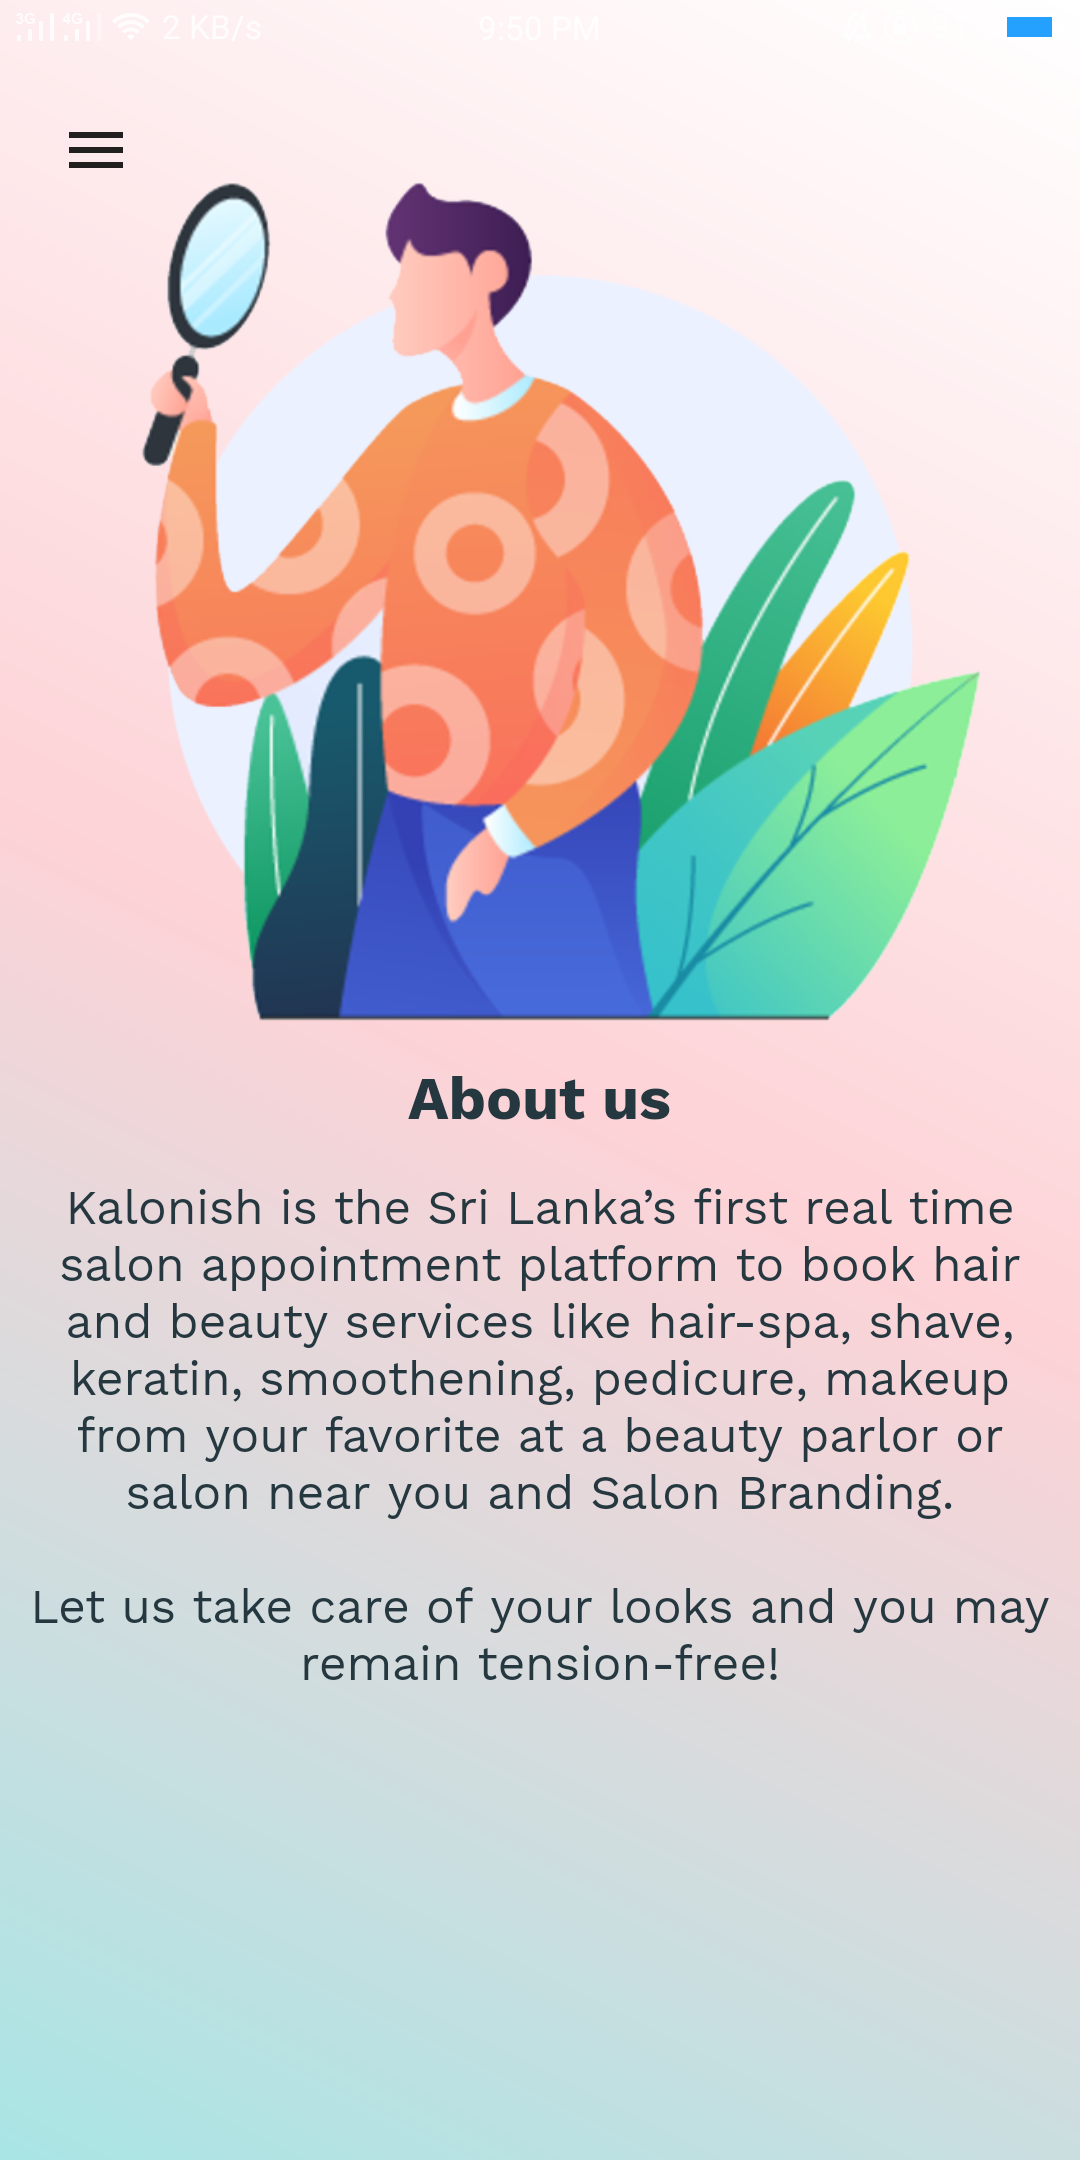 3G 4G 2 KB/s 9:50 PM
About us
Kalonish is the Sri Lanka’s first real time
salon appointment platform to book hair
and beauty services like hair-spa, shave,
keratin, smoothening, pedicure, makeup
from your favorite at a beauty parlor or
salon near you and Salon Branding.
Let us take care of your looks and you may
remain tension-free!